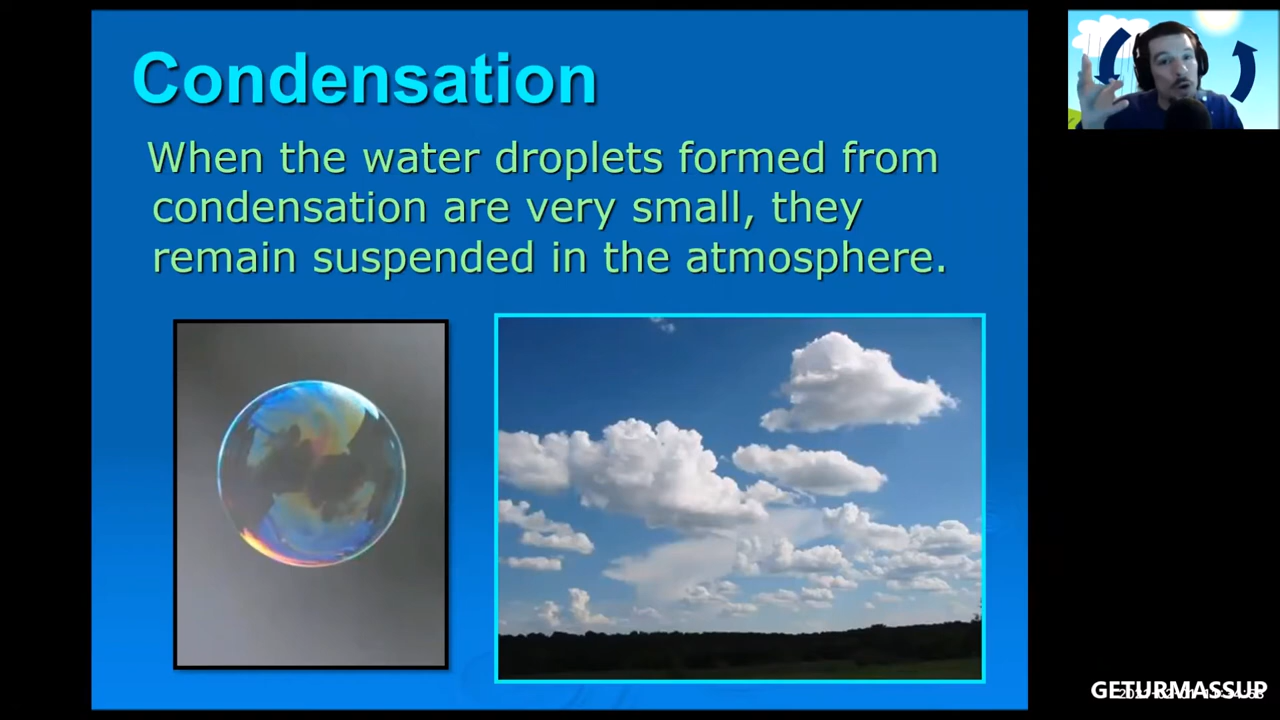 Condensation
When the water droplets formed from
condensation are very small, they
remain suspended in the atmosphere.
GETURMASSUP